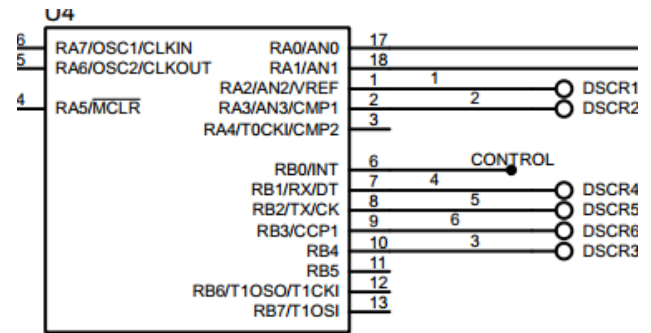 U4
6 RA7/OSC1/CLKIN RA0/AN0 17
5 RA6/OSC2/CLKOUT RA1/AN1 18
RA2/AN2/VREF 1 1 DSCR1
4 RA5/MCLR RA3/AN3/CMP1 2 2 DSCR2
RA4/T0CKI/CMP2 3
RB0/INT 6 CONTROL
RB1/RX/DT 7 4 DSCR4
RB2/TX/CK 8 5 DSCR5
RB3/CCP1 9 6 DSCR6
RB4 10 3 DSCR3
RB5 11
RB6/T1OSO/T1CKI 12
RB7/T1OSI 13